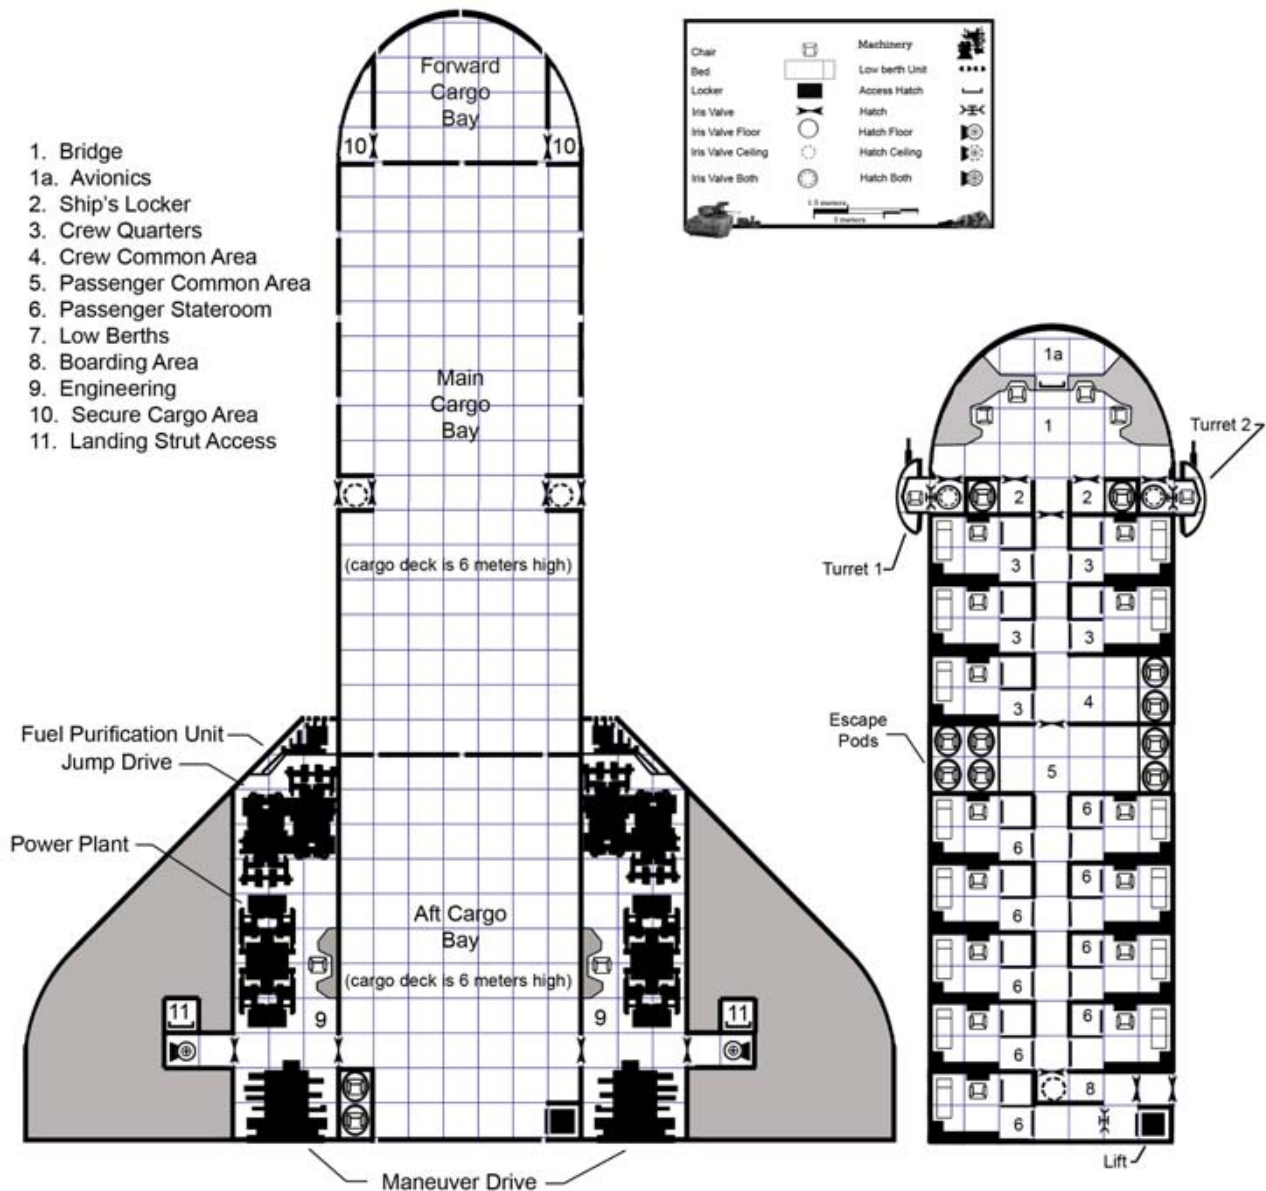 Forward
Cargo
Bay
10
10
1. Bridge
1a. Avionics
2. Ship's Locker
3. Crew Quarters
4. Crew Common Area
5. Passenger Common Area
6. Passenger Stateroom
7. Low Berths
8. Boarding Area
9. Engineering
10. Secure Cargo Area
11. Landing Strut Access
Chair
Machinery
Bed
Low berth Unit
Locker
Access Hatch
Iris Valve
Hatch
Iris Valve Floor
Hatch Floor
Iris Valve Ceiling
Hatch Ceiling
Iris Valve Both
Hatch Both
1.5 meters
3 meters
Main
Cargo
Bay
(cargo deck is 6 meters high)
Fuel Purification Unit
Jump Drive
Power Plant
Aft Cargo
Bay
(cargo deck is 6 meters high)
11
9
9
11
Maneuver Drive
1a
1
Turret 2
2
2
Turret 1
3
3
3
3
3
4
Escape
Pods
5
6
6
6
6
6
6
6
6
8
6
Lift